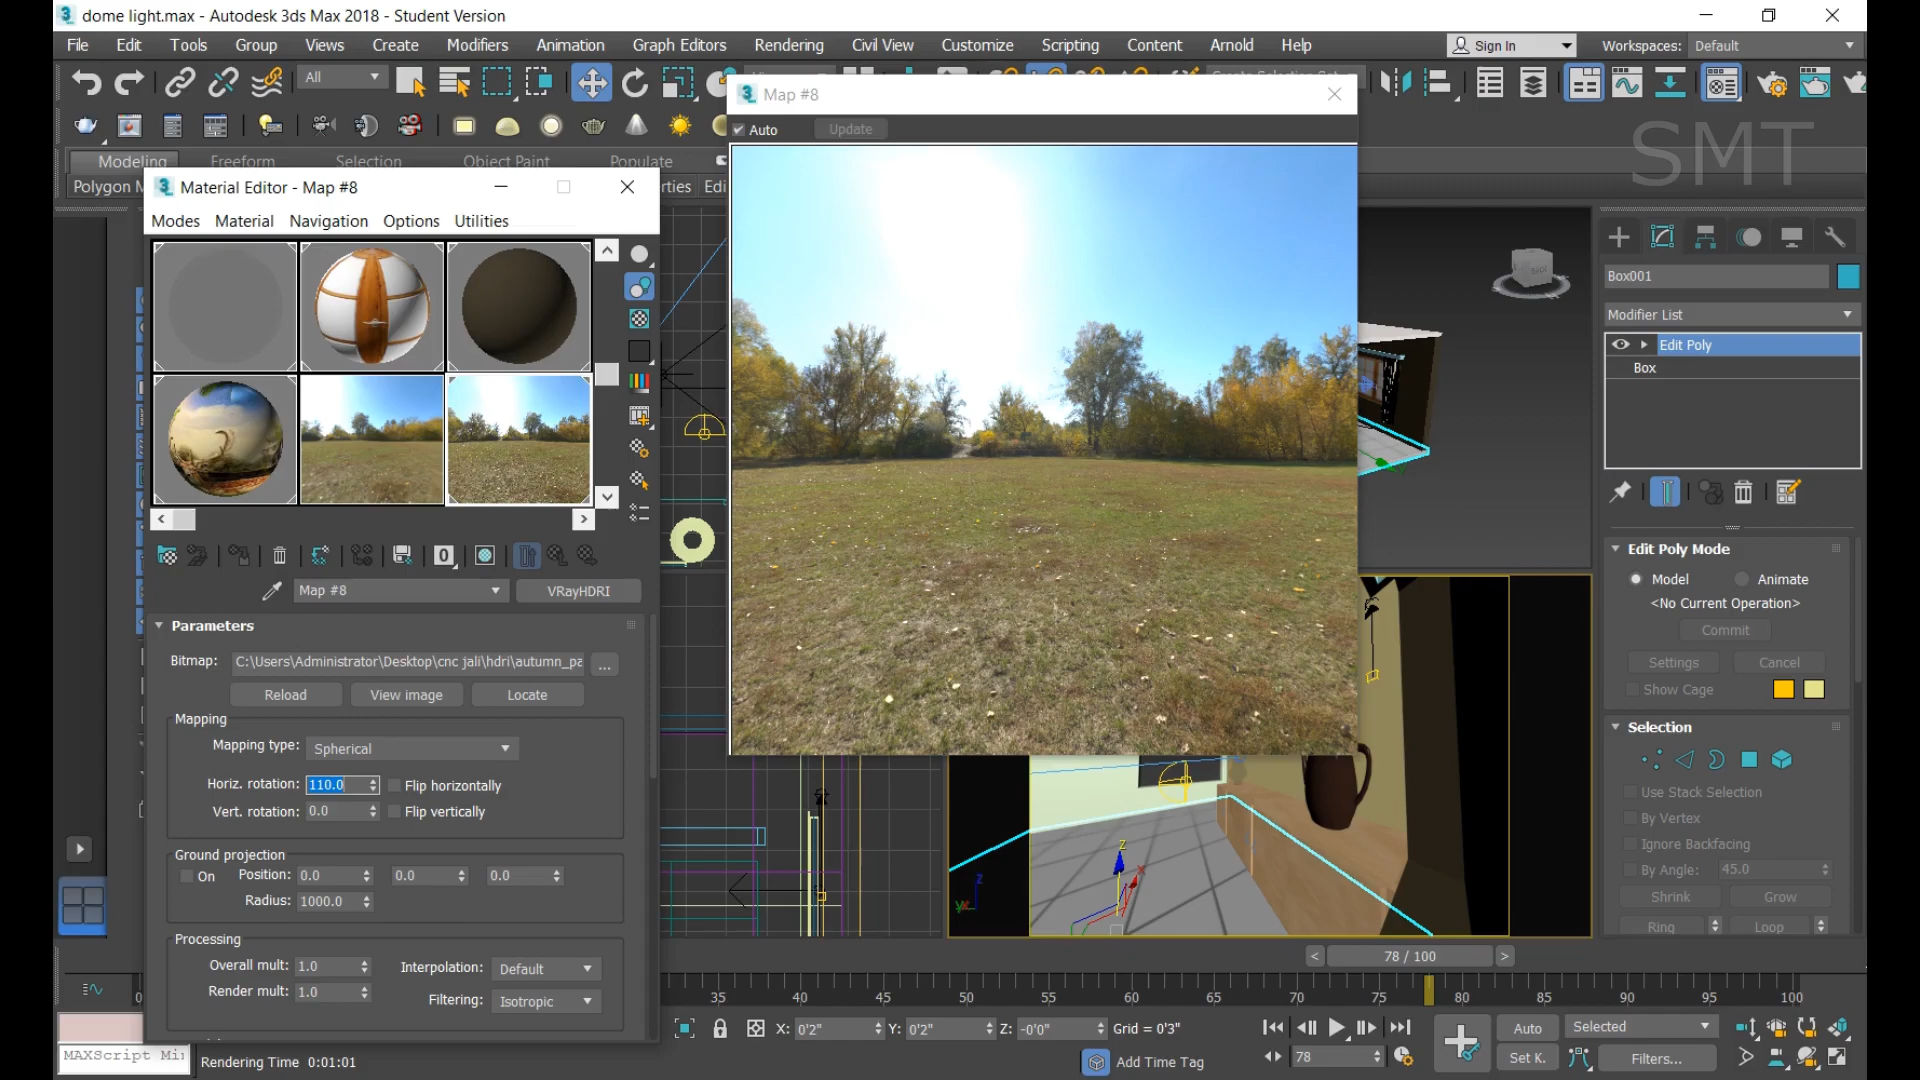 dome light.max - Autodesk 3ds Max 2018 - Student Version
File Edit Tools Group Views Create Modifiers Animation Graph Editors Rendering Civil View Customize Scripting Content Arnold Help
Sign In Workspaces: Default
All
Map #8
Auto Update
SMT
Modeling Freeform Selection Object Paint Populate
Polygon
Material Editor - Map #8
Modes Material Navigation Options Utilities
0
Map #8 VRayHDRI
Parameters
Bitmap: C:\Users\Administrator\Desktop\cnc jali\hdri\autumn_pa ...
Reload View image Locate
Mapping
Mapping type: Spherical
Horiz. rotation: 110.0 Flip horizontally
Vert. rotation: 0.0 Flip vertically
Ground projection
On Position: 0.0 0.0 0.0
Radius: 1000.0
Processing
Overall mult: 1.0 Interpolation: Default
Render mult: 1.0 Filtering: Isotropic
Box001
Modifier List
Edit Poly
Box
Edit Poly Mode
Model Animate
<No Current Operation>
Commit
Settings Cancel
Show Cage
Selection
Use Stack Selection
By Vertex
Ignore Backfacing
By Angle: 45.0
Shrink Grow
Ring Loop
< 78 / 100 >
0 35 40 45 50 55 60 65 70 75 80 85 90 95 100
X: 0'2" Y: 0'2" Z: -0'0" Grid = 0'3"
Auto Selected
MAXScript Mi Rendering Time 0:01:01
Add Time Tag
78
Set K. Filters...